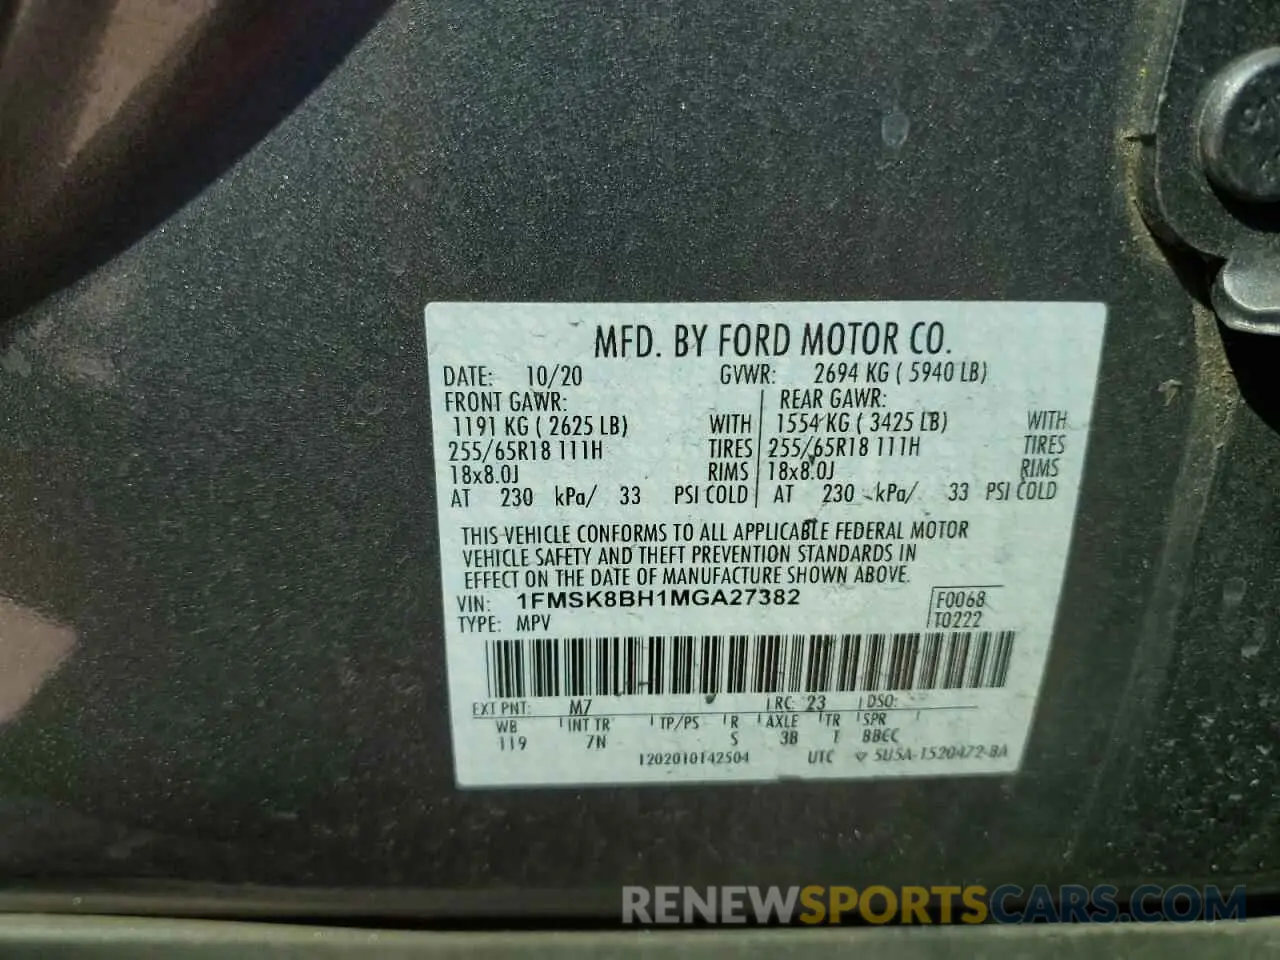 MFD. BY FORD MOTOR CO.
DATE: 10/20 GVWR: 2694 KG ( 5940 LB)
FRONT GAWR: REAR GAWR:
1191 KG ( 2625 LB) WITH 1554 KG ( 3425 LB) WITH
255/65R18 111H TIRES 255/65R18 111H TIRES
18x8.0J RIMS 18x8.0J RIMS
AT 230 kPa/ 33 PSI COLD AT 230 kPa/ 33 PSI COLD
THIS VEHICLE CONFORMS TO ALL APPLICABLE FEDERAL MOTOR
VEHICLE SAFETY AND THEFT PREVENTION STANDARDS IN
EFFECT ON THE DATE OF MANUFACTURE SHOWN ABOVE.
VIN: 1FMSK8BH1MGA27382 F0068
TYPE: MPV T0222
EXT PNT: M7 RC: 23 DSO:
WB INT TR TP/PS R AXLE TR SPR
119 7N S 3B T BBCC
1202010142504 UTC 5U5A-1520472-BA
RENEWSPORTSCARS.COM